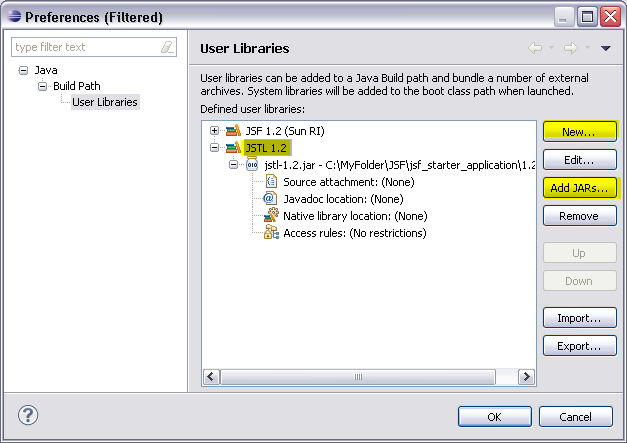 Preferences (Filtered)
type filter text
Java
Build Path
User Libraries
User Libraries
User libraries can be added to a Java Build path and bundle a number of external
archives. System libraries will be added to the boot class path when launched.
Defined user libraries:
JSF 1.2 (Sun RI)
JSTL 1.2
jstl-1.2.jar - C:\MyFolder\JSF\jsf_starter_application\1.2
Source attachment: (None)
Javadoc location: (None)
Native library location: (None)
Access rules: (No restrictions)
New...
Edit...
Add JARs...
Remove
Up
Down
Import...
Export...
OK
Cancel